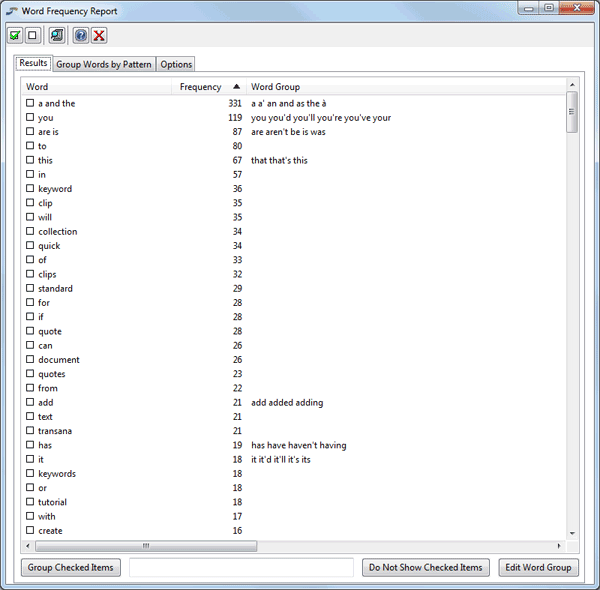 Word Frequency Report
Results Group Words by Pattern Options
Word Frequency Word Group
a and the 331 a a' an and as the à
you 119 you you'd you'll you're you've your
are is 87 are aren't be is was
to 80
this 67 that that's this
in 57
keyword 36
clip 35
will 35
collection 34
quick 34
of 33
clips 32
standard 29
for 28
if 28
quote 28
can 26
document 26
quotes 23
from 22
add 21 add added adding
text 21
transana 21
has 19 has have haven't having
it 18 it it'd it'll it's its
keywords 18
or 18
tutorial 18
with 17
create 16
Group Checked Items Do Not Show Checked Items Edit Word Group